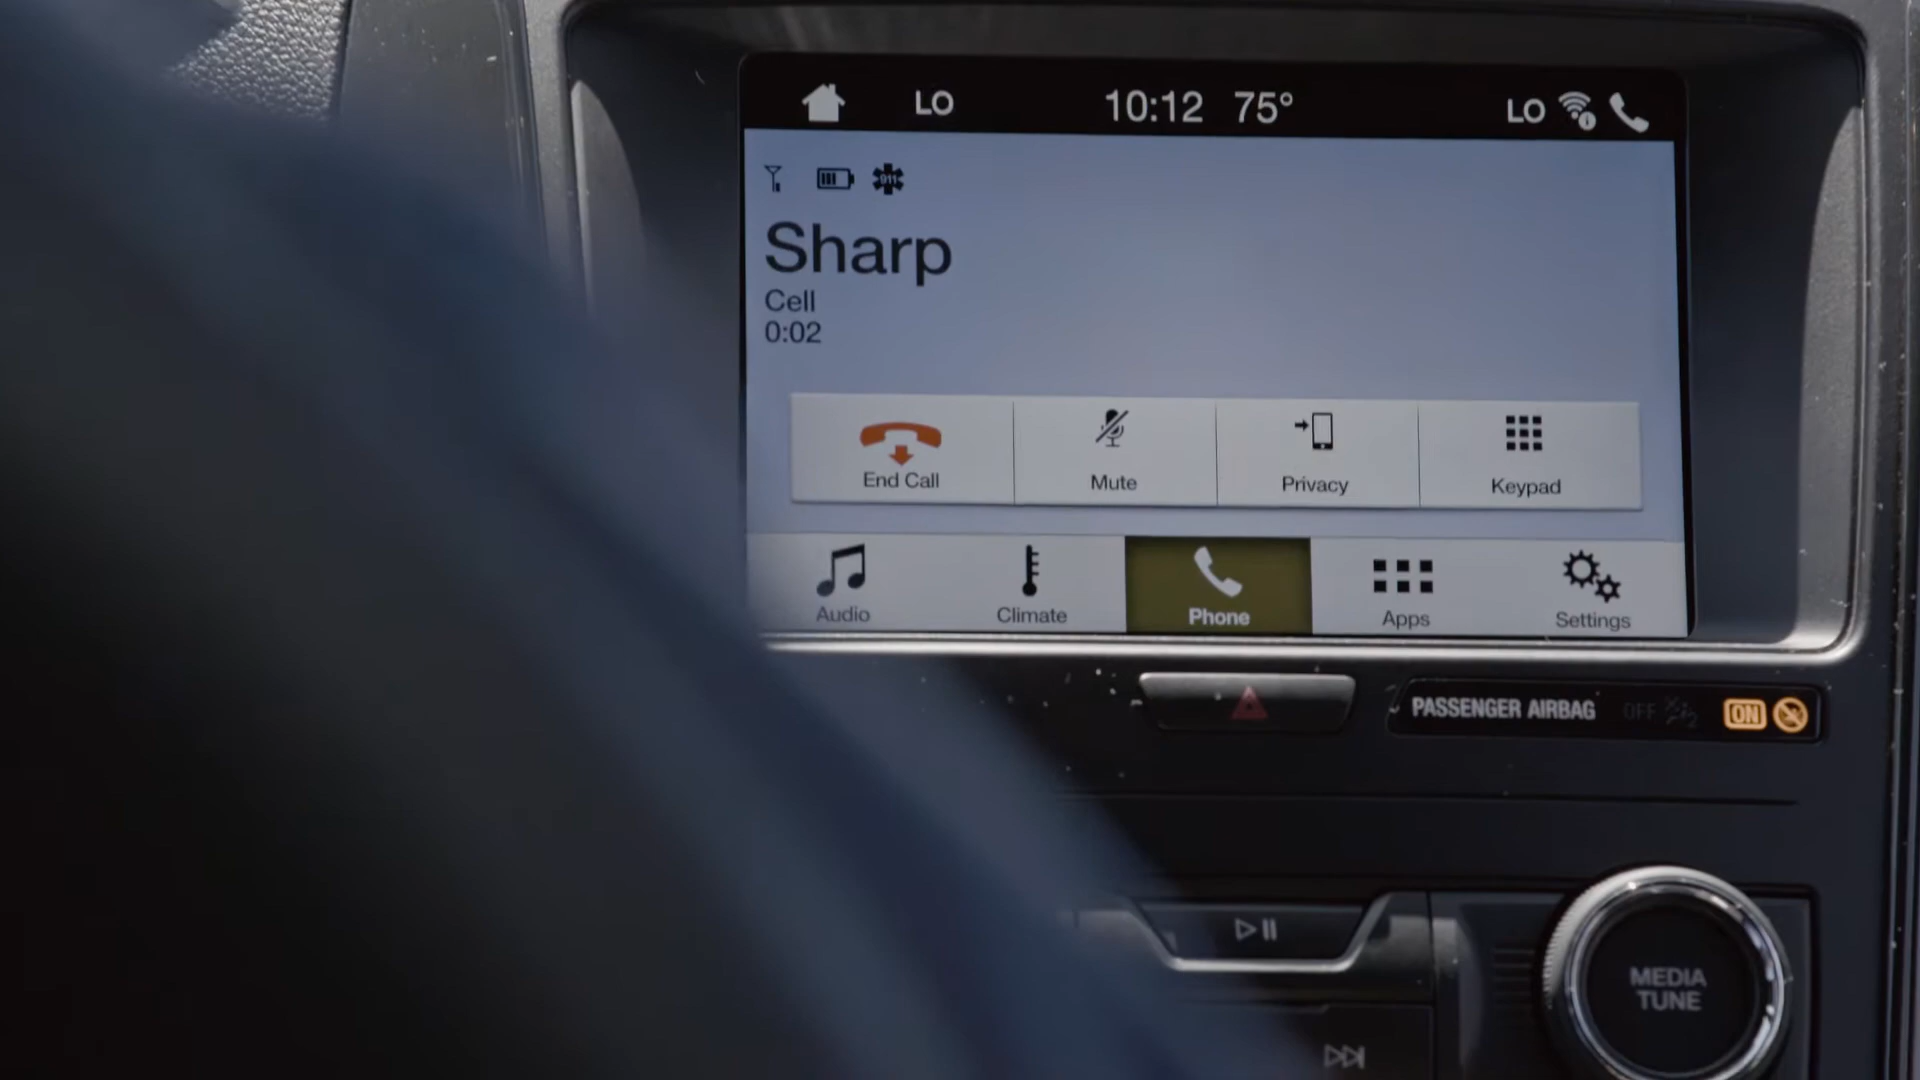 LO 10:12 75° LO
911
Sharp
Cell
0:02
End Call Mute Privacy Keypad
Audio Climate Phone Apps Settings
PASSENGER AIRBAG OFF ON
MEDIA
TUNE